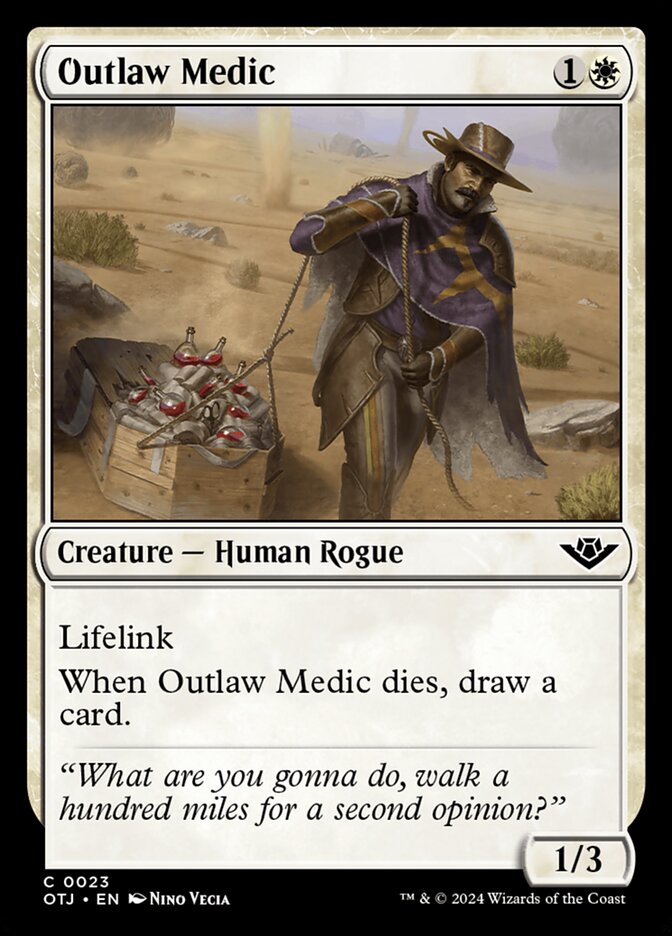 Outlaw Medic 1
Creature — Human Rogue
Lifelink
When Outlaw Medic dies, draw a
card.
“What are you gonna do, walk a
hundred miles for a second opinion?”
1/3
C 0023
OTJ • EN Nino Vecia
™ & © 2024 Wizards of the Coast